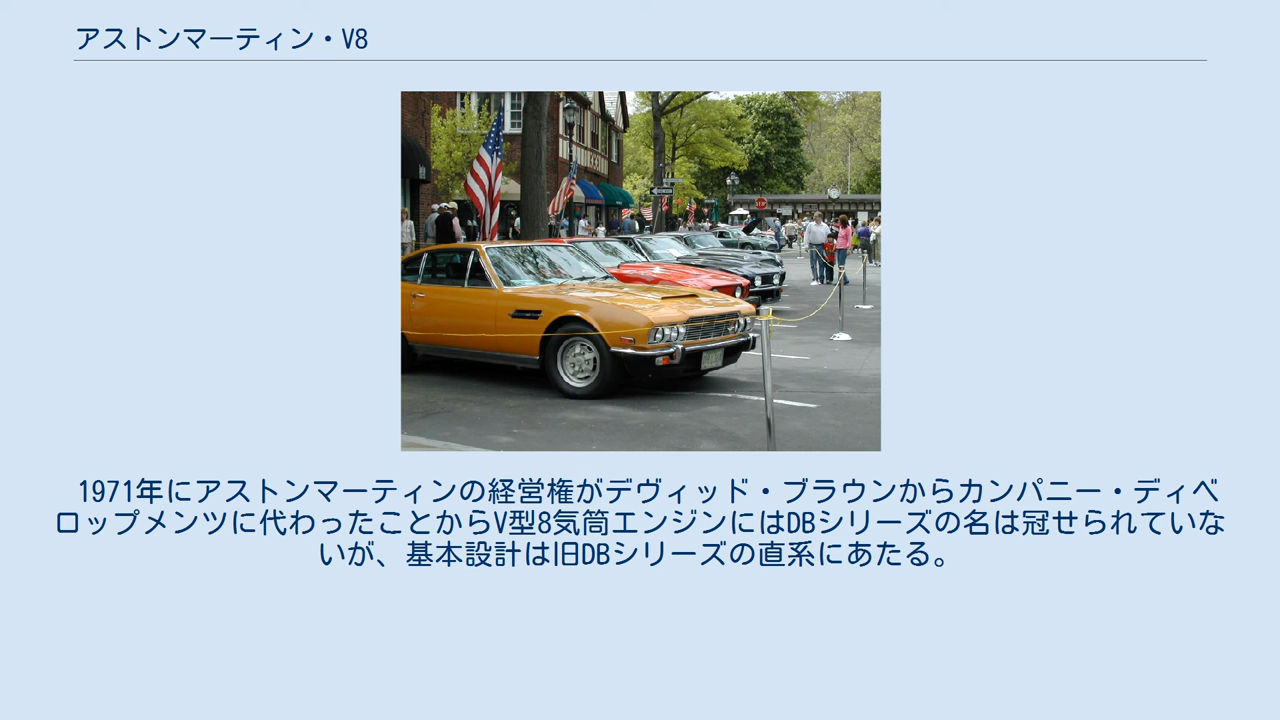 アストンマーティン・V8
STOP
1971年にアストンマーティンの経営権がデヴィッド・ブラウンからカンパニー・ディベ
ロップメンツに代わったことからV型8気筒エンジンにはDBシリーズの名は冠せられていな
いが、基本設計は旧DBシリーズの直系にあたる。